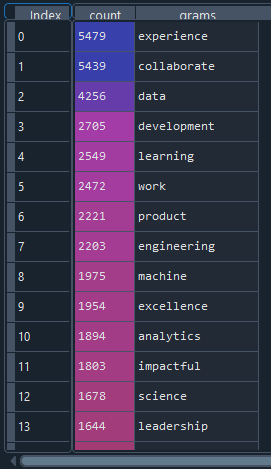 Index count grams
0 5479 experience
1 5439 collaborate
2 4256 data
3 2705 development
4 2549 learning
5 2472 work
6 2221 product
7 2203 engineering
8 1975 machine
9 1954 excellence
10 1894 analytics
11 1803 impactful
12 1678 science
13 1644 leadership